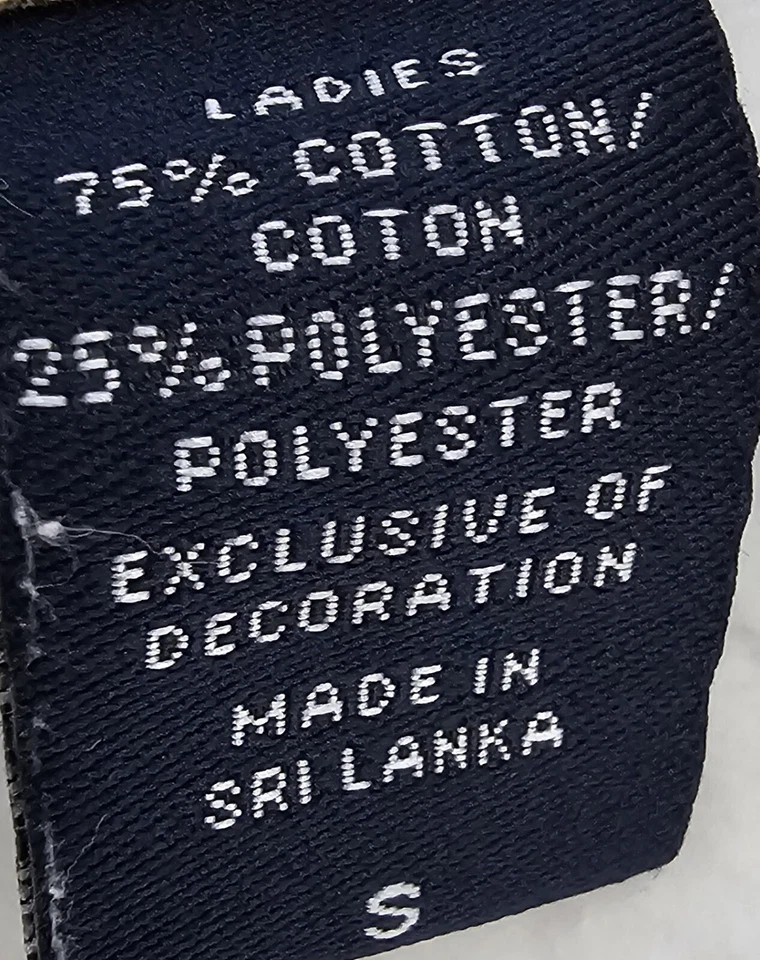 LADIES
75% COTTON/
COTON
25% POLYESTER/
POLYESTER
EXCLUSIVE OF
DECORATION
MADE IN
SRI LANKA
S